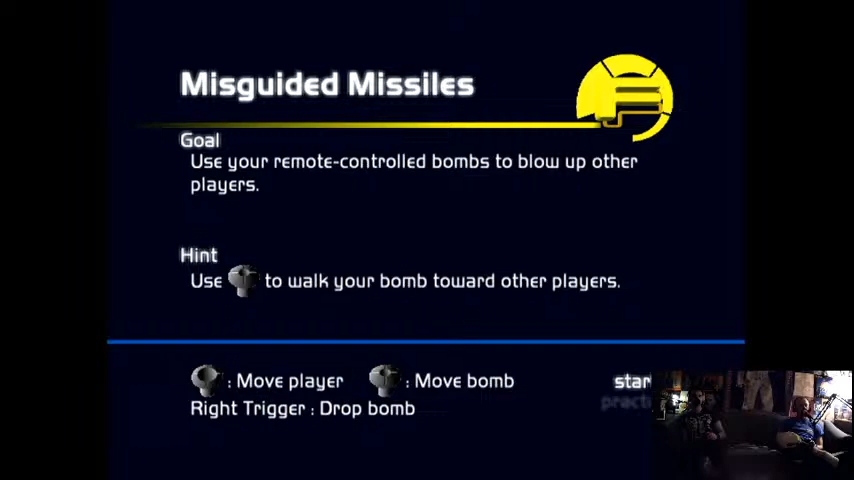 Misguided Missiles
Goal
Use your remote-controlled bombs to blow up other
players.
Hint
Use to walk your bomb toward other players.
: Move player : Move bomb
Right Trigger : Drop bomb